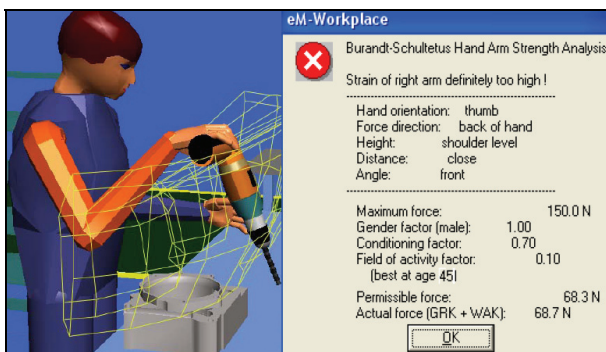 eM-Workplace
Burandt-Schultetus Hand Arm Strength Analysis
Strain of right arm definitely too high !
Hand orientation: thumb
Force direction: back of hand
Height: shoulder level
Distance: close
Angle: front
Maximum force: 150.0 N
Gender factor (male): 1.00
Conditioning factor: 0.70
Field of activity factor: 0.10
(best at age 45|
Permissible force: 68.3 N
Actual force (GRK + WAK): 68.7 N
OK